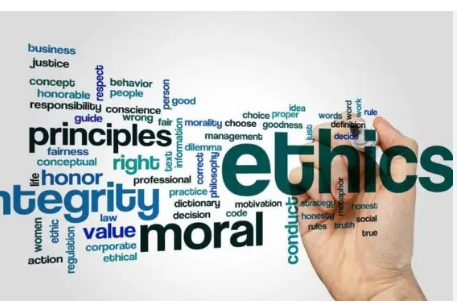 business
justice
concept respect behavior person
honorable people good
responsibility conscience
guide wrong fair morality choose
choice proper idea
goodness
words word work rule
definition
just decide
principles
information
management
fairness
conceptual right text
dilemma
correct philosophy
ethics
life honor
professional
practice
metaphor
integrity
dictionary motivation
strategy honest
law decision code
conduct honesty social
value moral
rules truth true
women ethic regulation
corporate
action ethical